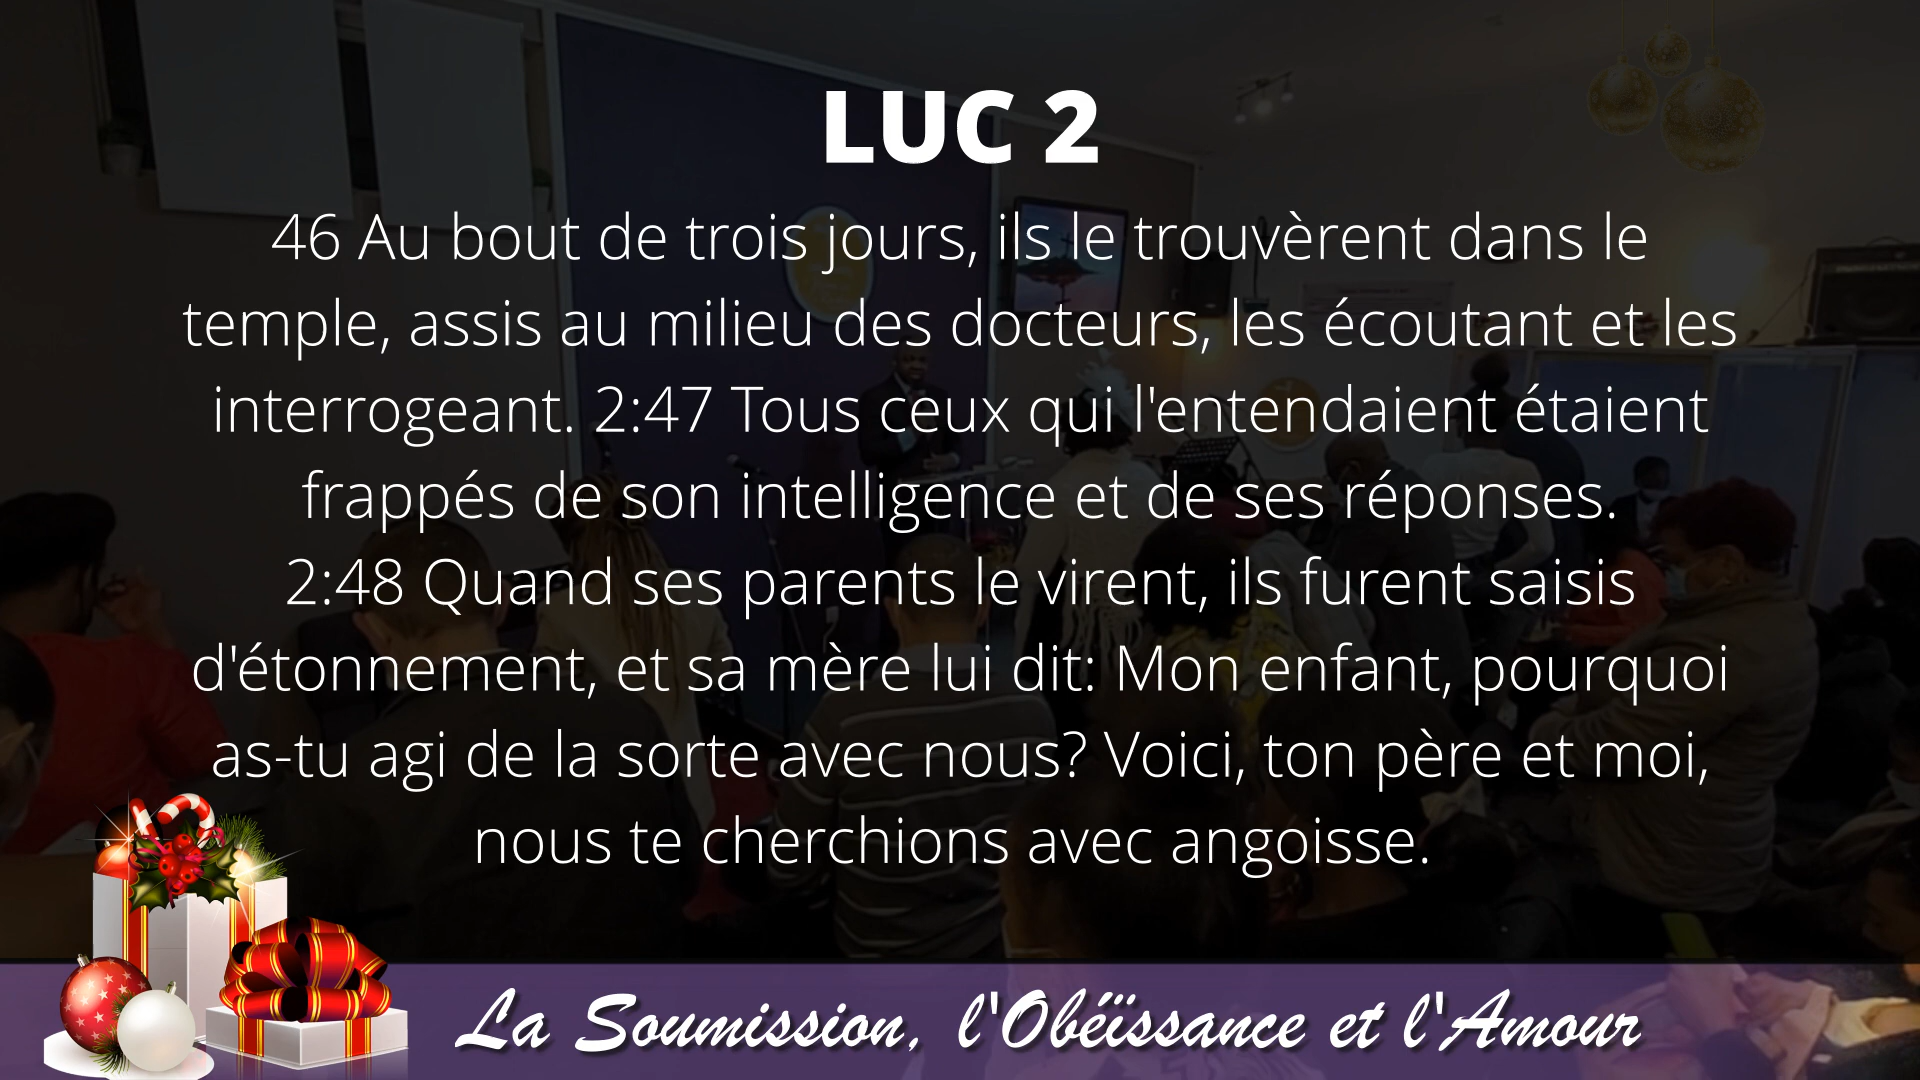 LUC 2
46 Au bout de trois jours, ils le trouvèrent dans le
temple, assis au milieu des docteurs, les écoutant et les
interrogeant. 2:47 Tous ceux qui l'entendaient étaient
frappés de son intelligence et de ses réponses.
2:48 Quand ses parents le virent, ils furent saisis
d'étonnement, et sa mère lui dit: Mon enfant, pourquoi
as-tu agi de la sorte avec nous? Voici, ton père et moi,
nous te cherchions avec angoisse.
La Soumission, l'Obéïssance et l'Amour